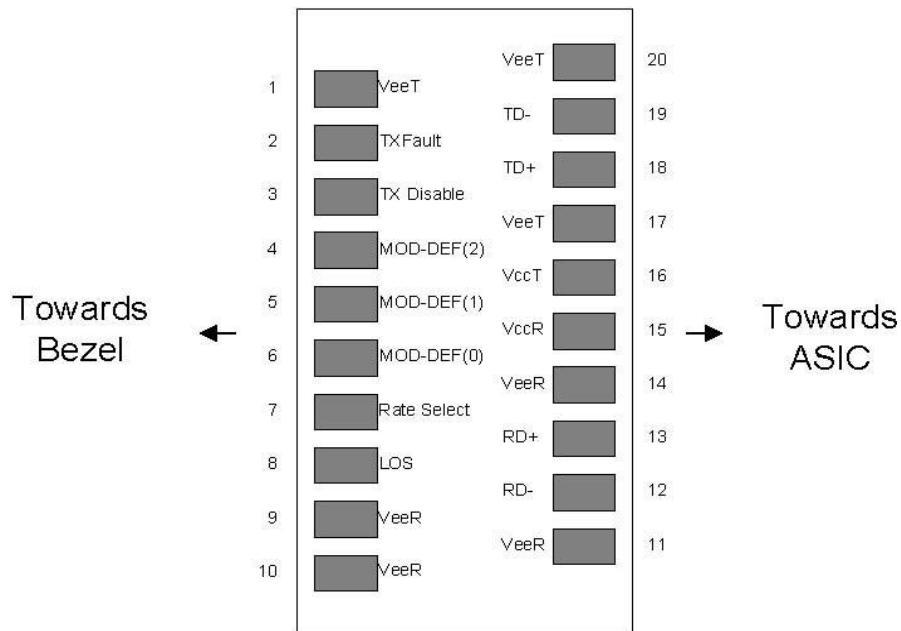 VeeT 20
1 VeeT
TD- 19
2 TXFault
TD+ 18
3 TX Disable
VeeT 17
4 MOD-DEF(2)
VccT 16
5 MOD-DEF(1)
Towards
Bezel
VccR 15
Towards
ASIC
6 MOD-DEF(0)
VeeR 14
7 Rate Select
RD+ 13
8 LOS
RD- 12
9 VeeR
VeeR 11
10 VeeR